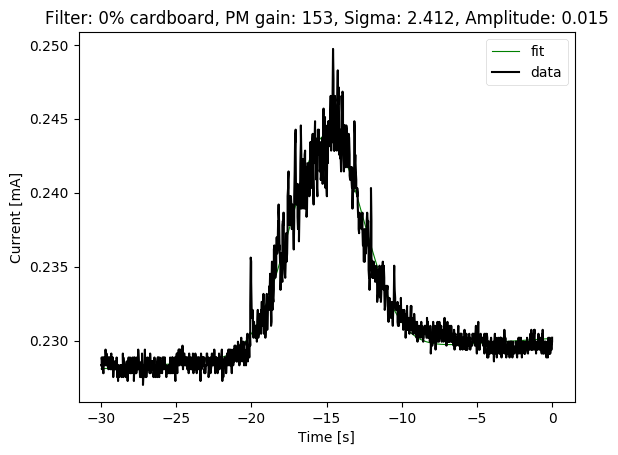 Filter: 0% cardboard, PM gain: 153, Sigma: 2.412, Amplitude: 0.015
0.250
fit
data
0.245
0.240
Current [mA]
0.235
0.230
−30
−25
−20
−15
−10
−5
0
Time [s]